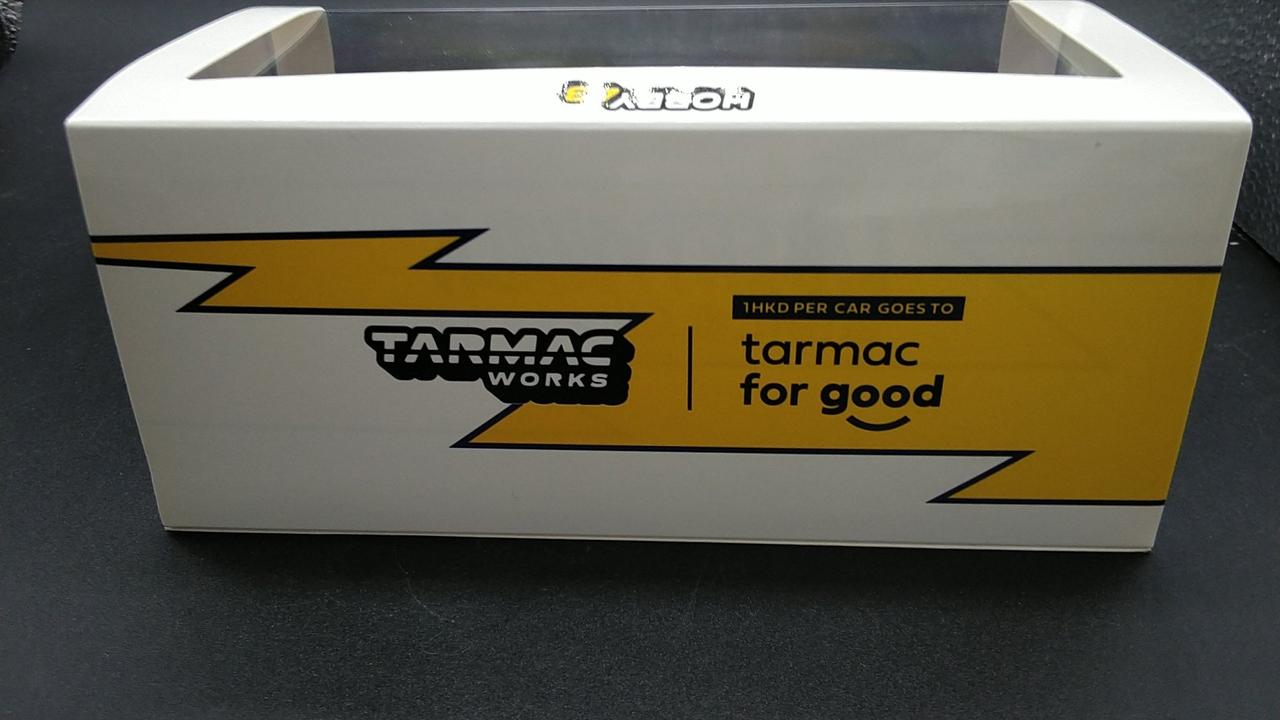 HOBBY
TARMAC
WORKS
1HKD PER CAR GOES TO
tarmac
for good